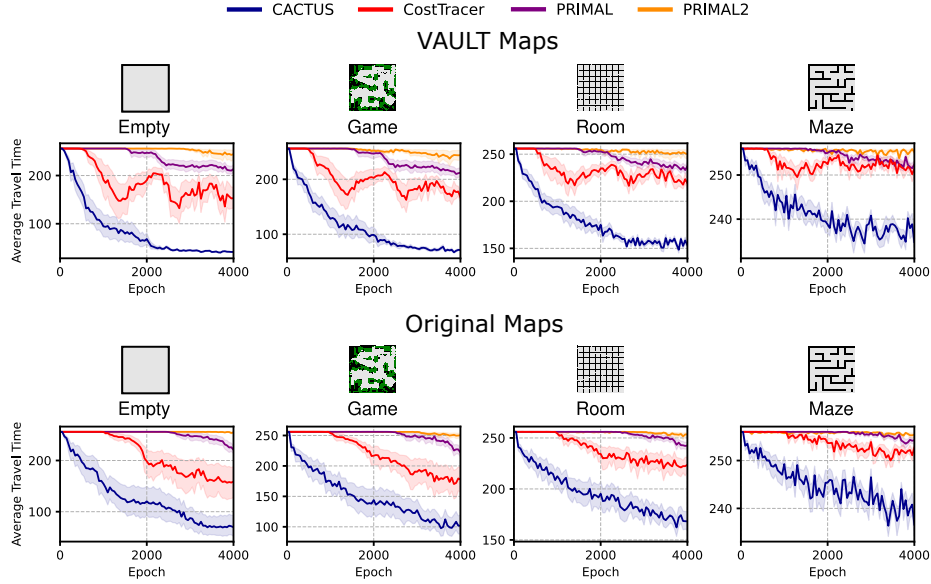 CACTUS CostTracer PRIMAL PRIMAL2
VAULT Maps
Empty Game Room Maze
Average Travel Time
200
100
0 2000 4000
Epoch
200
100
0 2000 4000
Epoch
250
200
150
0 2000 4000
Epoch
250
240
0 2000 4000
Epoch
Original Maps
Empty Game Room Maze
Average Travel Time
200
100
0 2000 4000
Epoch
250
200
150
100
0 2000 4000
Epoch
250
200
150
0 2000 4000
Epoch
250
240
0 2000 4000
Epoch